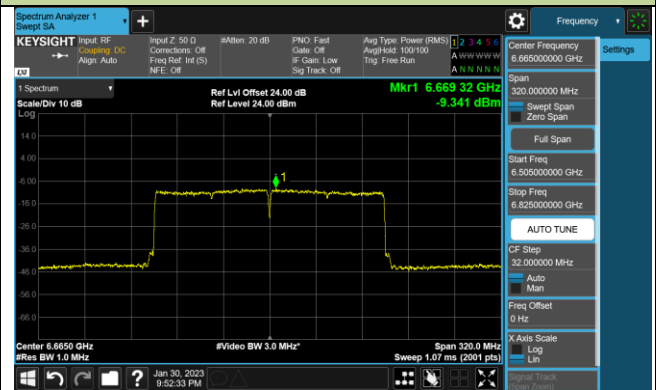 Spectrum Analyzer 1
Swept SA
Frequency
KEYSIGHT
Input: RF
Coupling: DC
Align: Auto
Input Z: 50 Ω
Corrections: Off
Freq Ref: Int (S)
NFE: Off
#Atten: 20 dB
PNO: Fast
Gate: Off
IF Gain: Low
Sig Track: Off
Avg Type: Power (RMS)
Avg|Hold: 100/100
Trig: Free Run
1 2 3 4 5 6
A W W W W W
A N N N N N
LXI
1 Spectrum
Scale/Div 10 dB
Log
Ref Lvl Offset 24.00 dB
Ref Level 24.00 dBm
Mkr1 6.669 32 GHz
-9.341 dBm
14.0
4.00
-6.00
-16.0
-26.0
-36.0
-46.0
-56.0
-66.0
1
Center 6.6650 GHz
#Res BW 1.0 MHz
#Video BW 3.0 MHz*
Span 320.0 MHz
Sweep 1.07 ms (2001 pts)
Jan 30, 2023
9:52:33 PM
?
Center Frequency
6.665000000 GHz
Settings
Span
320.000000 MHz
Swept Span
Zero Span
Full Span
Start Freq
6.505000000 GHz
Stop Freq
6.825000000 GHz
AUTO TUNE
CF Step
32.000000 MHz
Auto
Man
Freq Offset
0 Hz
X Axis Scale
Log
Lin
Signal Track
(Span Zoom)